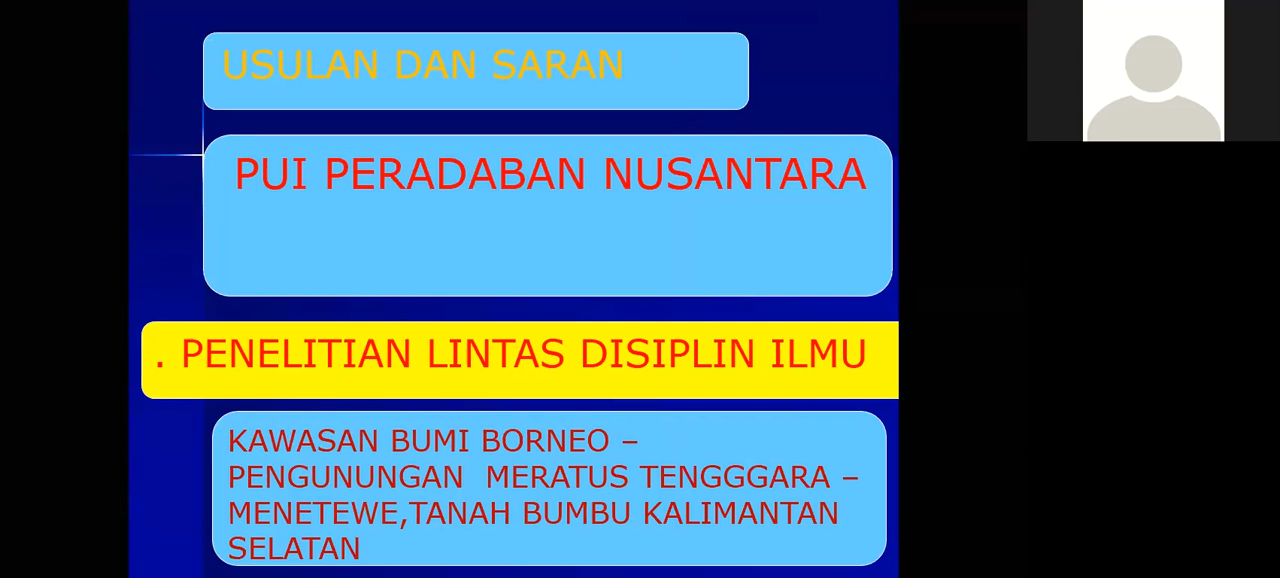 USULAN DAN SARAN
PUI PERADABAN NUSANTARA
. PENELITIAN LINTAS DISIPLIN ILMU
KAWASAN BUMI BORNEO –
PENGUNUNGAN MERATUS TENGGGARA –
MENETEWE,TANAH BUMBU KALIMANTAN
SELATAN